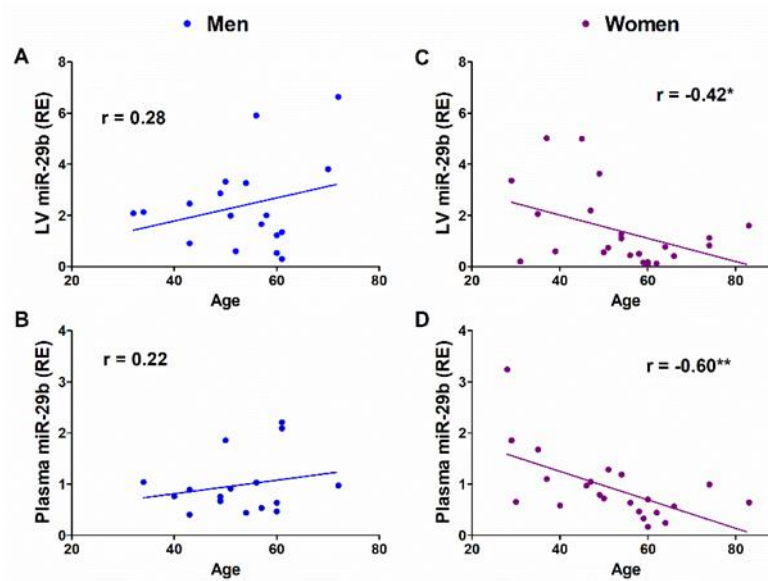 Men
Women
A
LV miR-29b (RE)
8
6
4
2
0
r = 0.28
20
40
60
80
Age
C
LV miR-29b (RE)
8
6
4
2
0
r = -0.42*
20
40
60
80
Age
B
Plasma miR-29b (RE)
4
3
2
1
0
r = 0.22
20
40
60
80
Age
D
Plasma miR-29b (RE)
4
3
2
1
0
r = -0.60**
20
40
60
80
Age